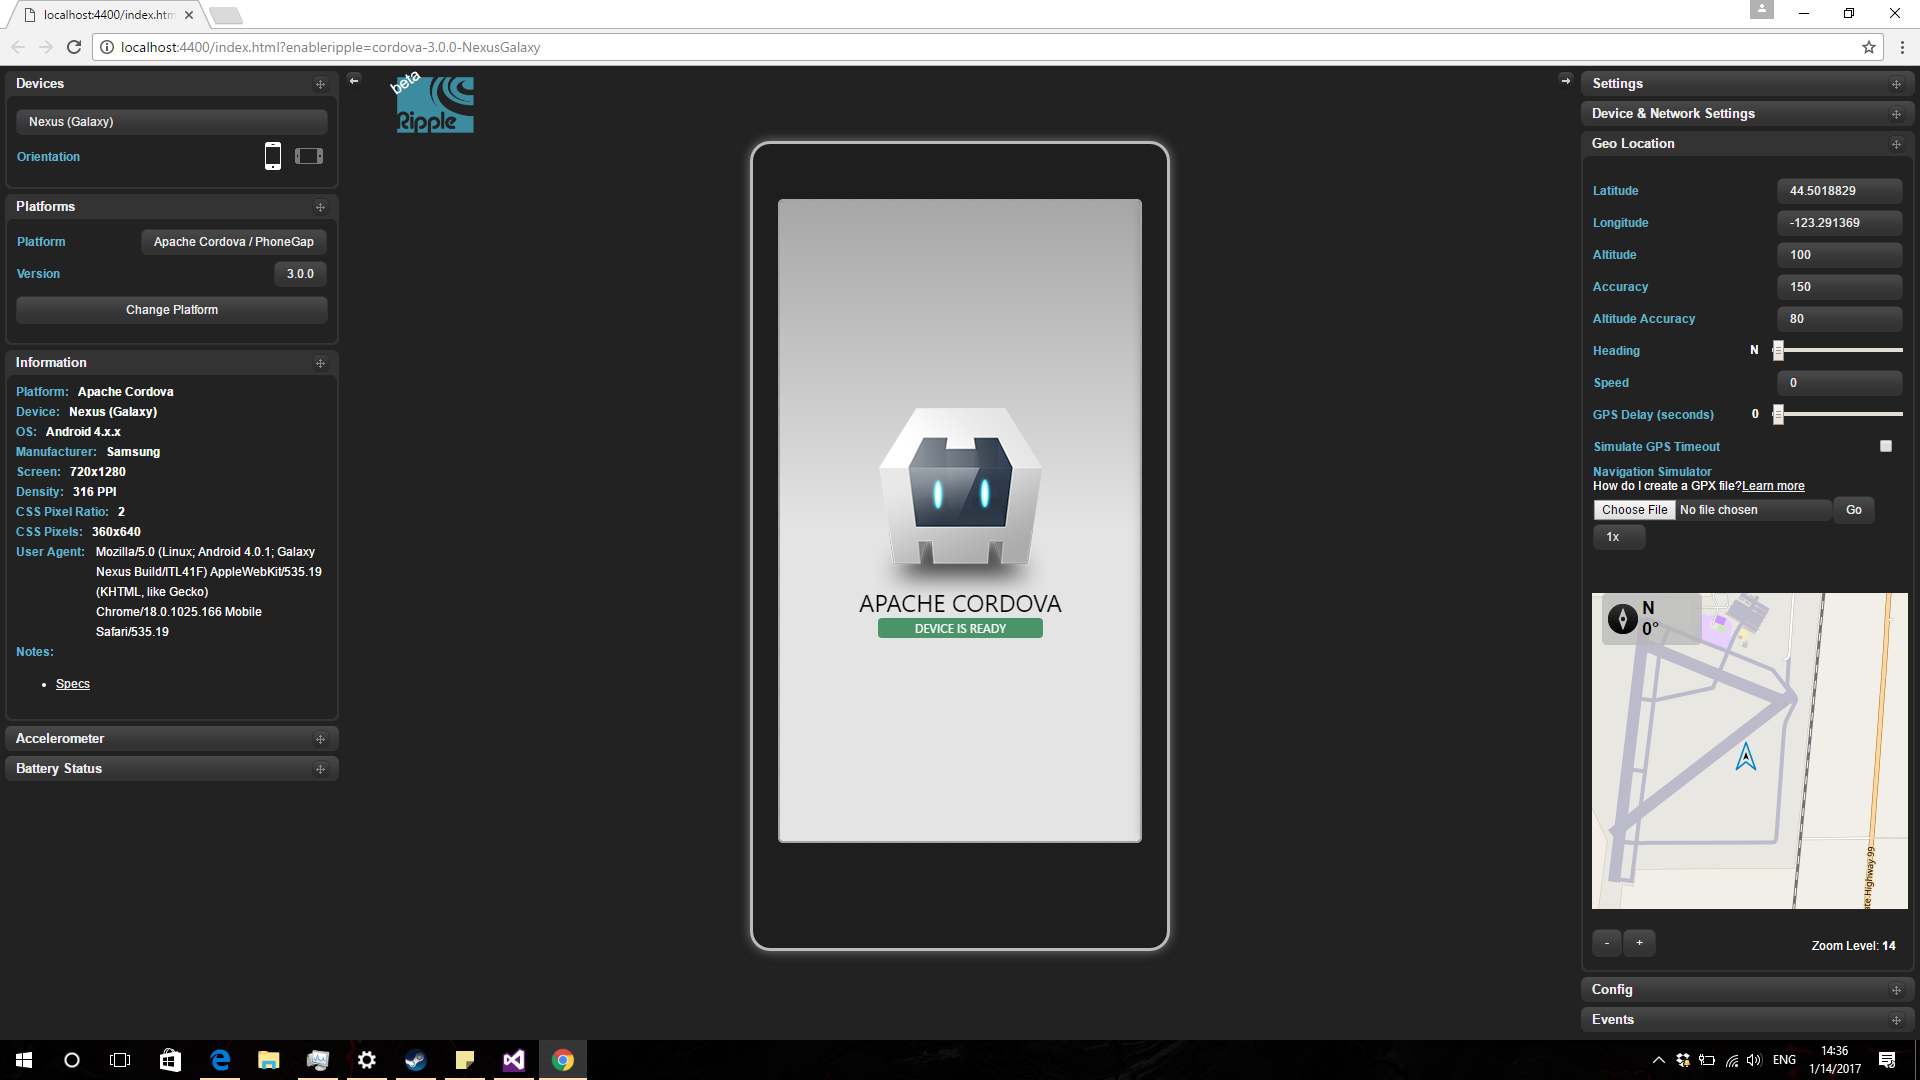 localhost:4400/index.htm
localhost:4400/index.html?enableripple=cordova-3.0.0-NexusGalaxy
Devices
Nexus (Galaxy)
Orientation
Platforms
Platform
Apache Cordova / PhoneGap
Version
3.0.0
Change Platform
Information
Platform: Apache Cordova
Device: Nexus (Galaxy)
OS: Android 4.x.x
Manufacturer: Samsung
Screen: 720x1280
Density: 316 PPI
CSS Pixel Ratio: 2
CSS Pixels: 360x640
User Agent: Mozilla/5.0 (Linux; Android 4.0.1; Galaxy
Nexus Build/ITL41F) AppleWebKit/535.19
(KHTML, like Gecko)
Chrome/18.0.1025.166 Mobile
Safari/535.19
Notes:
Specs
Accelerometer
Battery Status
beta
Ripple
APACHE CORDOVA
DEVICE IS READY
Settings
Device & Network Settings
Geo Location
Latitude
44.5018829
Longitude
-123.291369
Altitude
100
Accuracy
150
Altitude Accuracy
80
Heading
N
Speed
0
GPS Delay (seconds)
0
Simulate GPS Timeout
Navigation Simulator
How do I create a GPX file?Learn more
Choose File No file chosen
Go
1x
N
0°
ate Highway 99
- +
Zoom Level: 14
Config
Events
ENG
14:36
1/14/2017